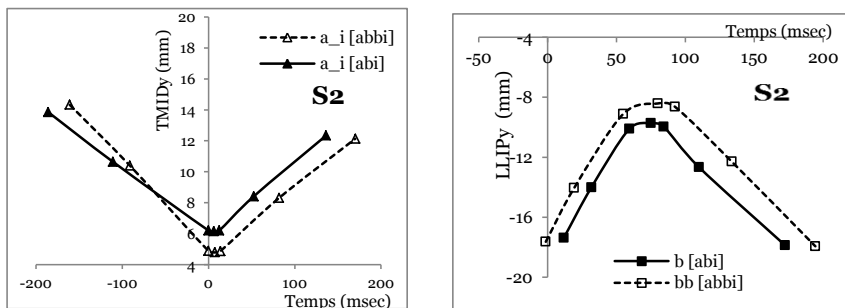 20
18
16
14
12
10
8
6
4
TMIDy (mm)
a_i [abbi]
a_i [abi]
S2
-200 -100 0 100 200
Temps (msec)
Temps (msec)
-50 0 50 100 150 200
-4
-8
-12
-16
-20
LLIPy (mm)
S2
b [abi]
bb [abbi]